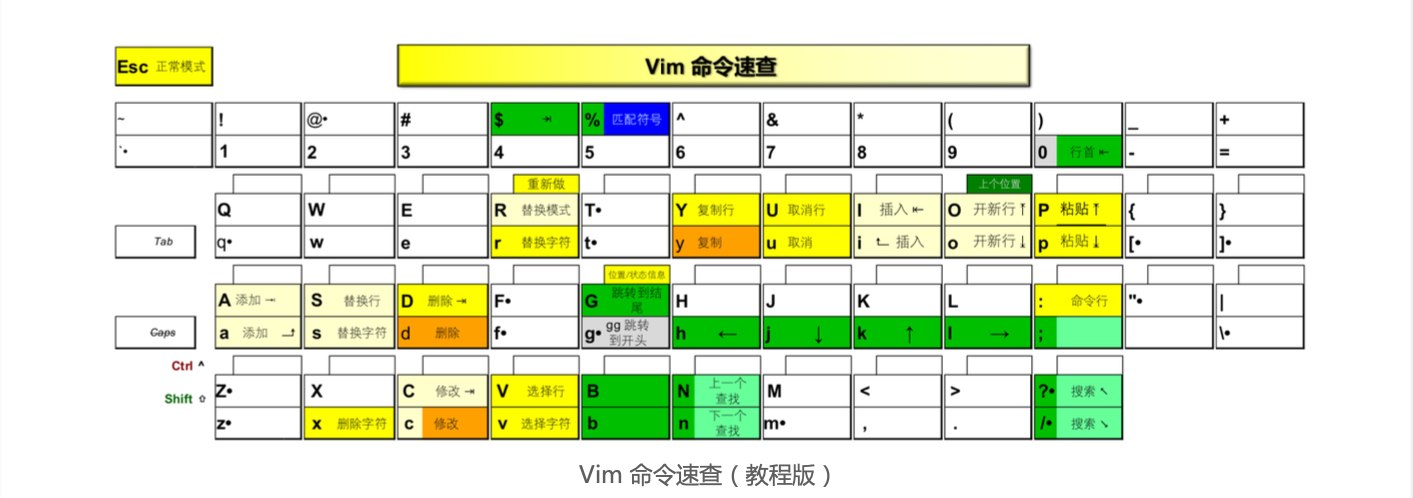 Esc 正常模式
Vim 命令速查
~ ! @• # $ ⇥ % 匹配符号 ^ & * ( ) _ +
`• 1 2 3 4 5 6 7 8 9 0 行首 ⇤ - =
重新做 上个位置
Q W E R 替换模式 T• Y 复制行 U 取消行 I 插入 ⇤ O 开新行 ⤒ P 粘贴 ⤒ { }
Tab q• w e r 替换字符 t• y 复制 u 取消 i 插入 o 开新行 ⤓ p 粘贴 ⤓ [• ]•
位置/状态信息
A 添加 ⇥ S 替换行 D 删除 ⇥ F• G 跳转到结尾 H J K L : 命令行 "• |
Caps a 添加 s 替换字符 d 删除 f• g• gg 跳转到开头 h ← j ↓ k ↑ l → ; \•
Ctrl ^
Z• X C 修改 ⇥ V 选择行 B N 上一个查找 M < > ?• 搜索 ↖
Shift ⇧
z• x 删除字符 c 修改 v 选择字符 b n 下一个查找 m• , . /• 搜索 ↘
Vim 命令速查（教程版）